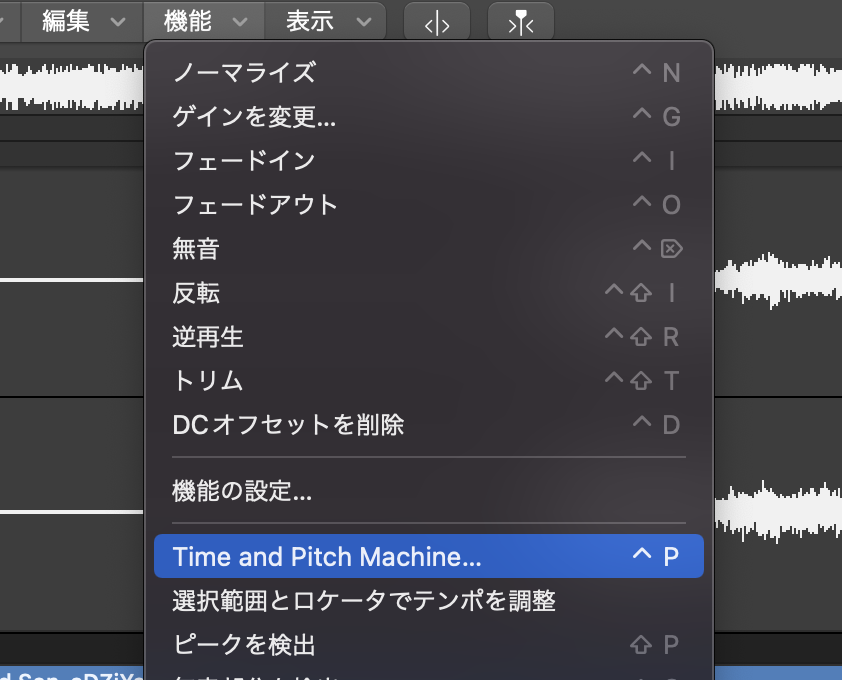 編集
機能
表示
ノーマライズ ^ N
ゲインを変更... ^ G
フェードイン ^ I
フェードアウト ^ O
無音 ^ ⌦
反転 ^ ⇧ I
逆再生 ^ ⇧ R
トリム ^ ⇧ T
DCオフセットを削除 ^ D
機能の設定...
Time and Pitch Machine... ^ P
選択範囲とロケータでテンポを調整
ピークを検出 ⇧ P